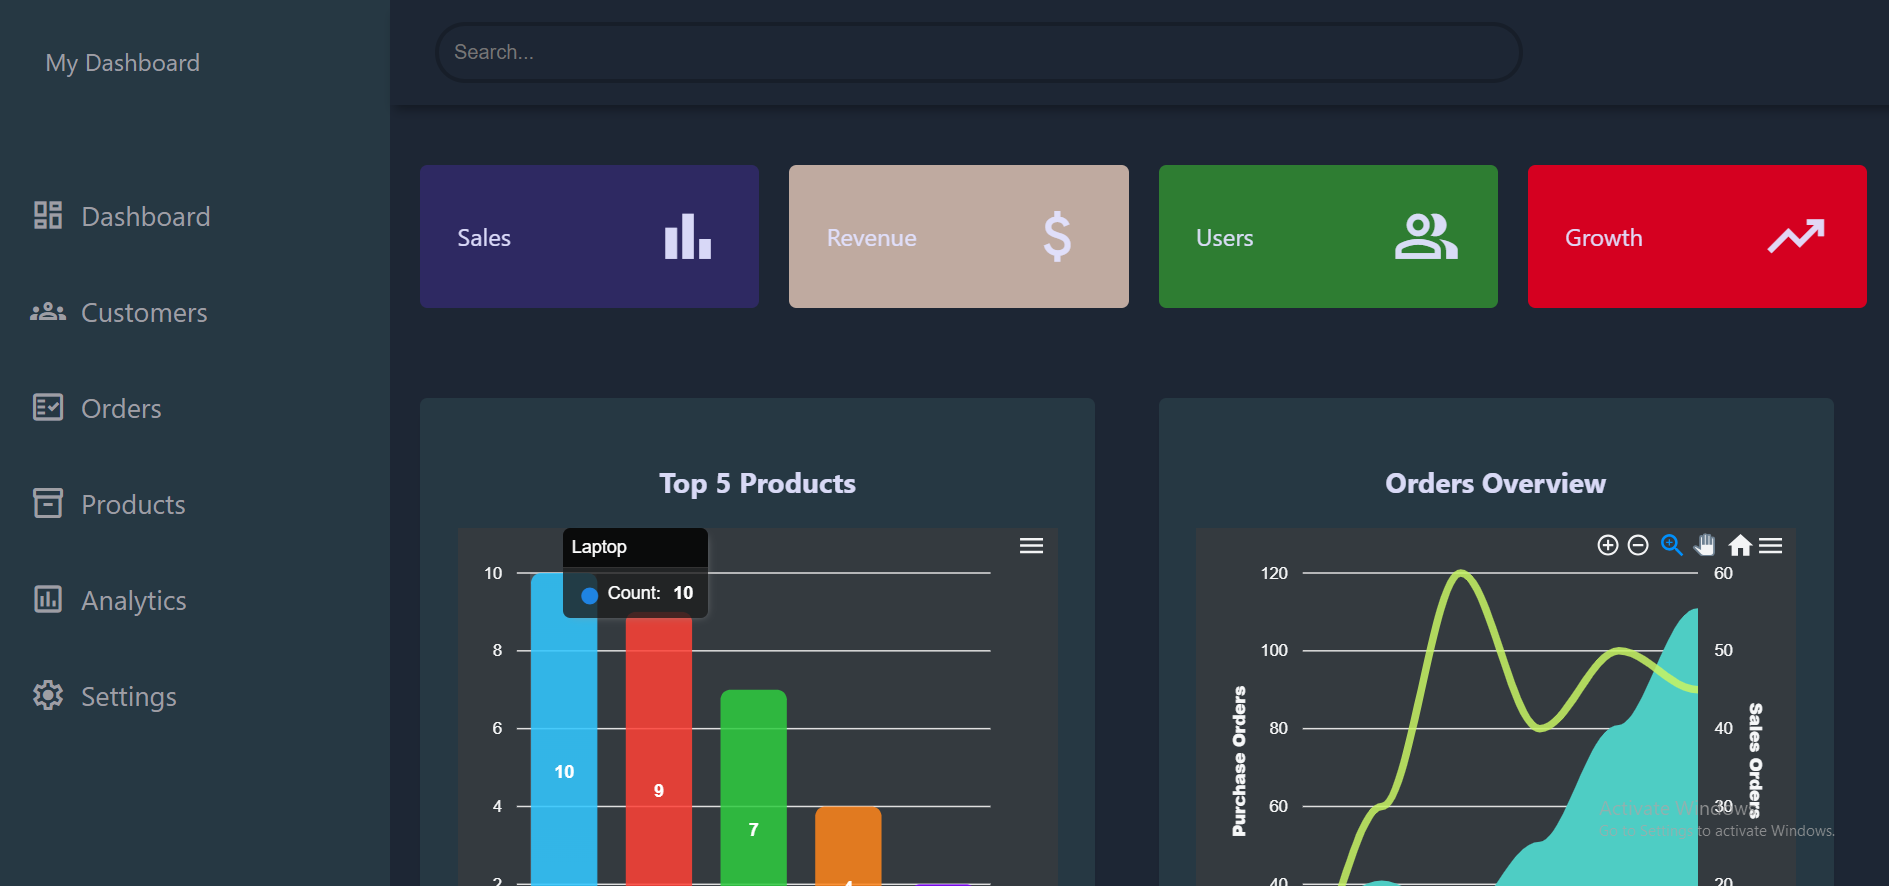 My Dashboard
Search...
Dashboard
Customers
Orders
Products
Analytics
Settings
Sales
Revenue
Users
Growth
Top 5 Products
Laptop
Count: 10
10
8
6
4
2
10
9
7
4
Orders Overview
120
100
80
60
40
Purchase Orders
60
50
40
30
20
Sales Orders
Activate Windows
Go to Settings to activate Windows.